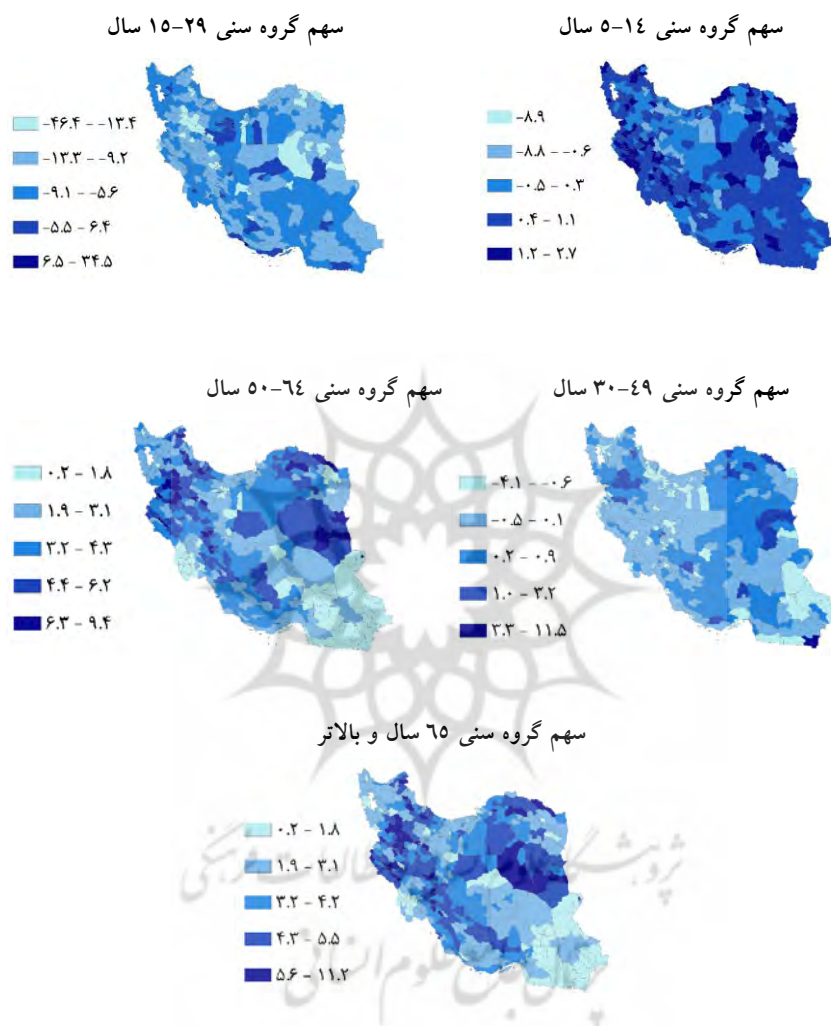 سهم گروه سنی ١٤-٥ سال
-۸.۹
-۸.۸ - -۰.۶
-۰.۵ - ۰.۳
۰.۴ - ۱.۱
۱.۲ - ۲.۷
سهم گروه سنی ۲۹-۱۵ سال
-۴۶.۴ - -۱۳.۴
-۱۳.۳ - -۹.۲
-۹.۱ - -۵.۶
-۵.۵ - ۶.۴
۶.۵ - ۳۴.۵
سهم گروه سنی ٤٩-٣٠ سال
-۴.۱ - -۰.۶
-۰.۵ - ۰.۱
۰.۲ - ۰.۹
۱.۰ - ۳.۲
۳.۳ - ۱۱.۵
سهم گروه سنی ٦٤-٥٠ سال
۰.۲ - ۱.۸
۱.۹ - ۳.۱
۳.۲ - ۴.۳
۴.۴ - ۶.۲
۶.۳ - ۹.۴
سهم گروه سنی ٦٥ سال و بالاتر
۰.۲ - ۱.۸
۱.۹ - ۳.۱
۳.۲ - ۴.۲
۴.۳ - ۵.۵
۵.۶ - ۱۱.۲